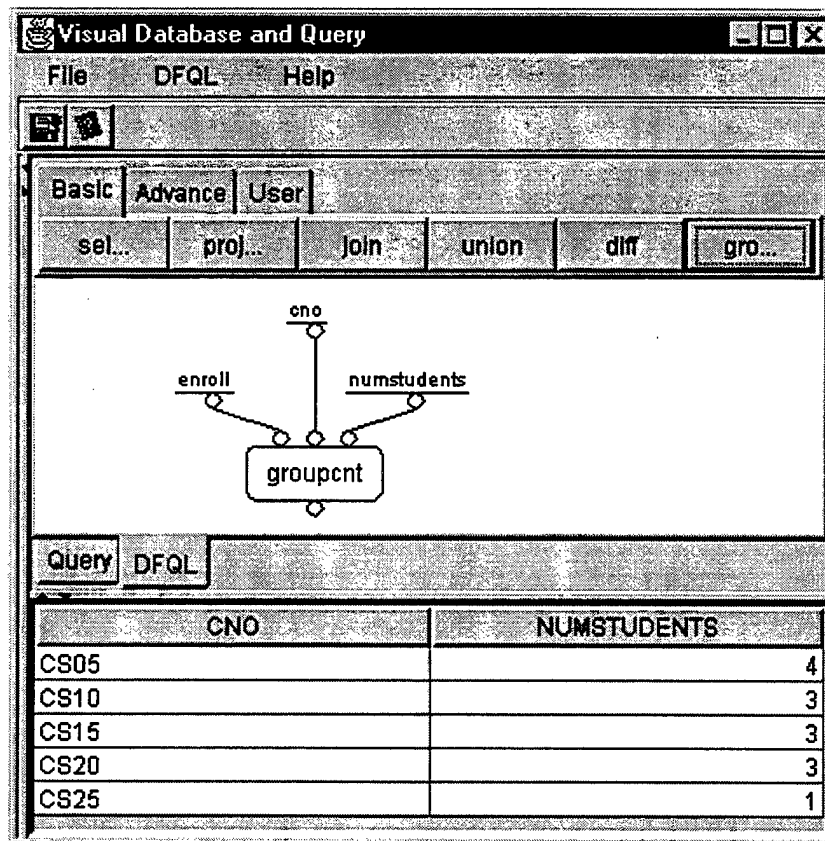 Visual Database and Query
File DFQL Help
Basic Advance User
sel... proj... join union diff gro...
cno
enroll numstudents
groupcnt
Query DFQL
CNO NUMSTUDENTS
CS05 4
CS10 3
CS15 3
CS20 3
CS25 1